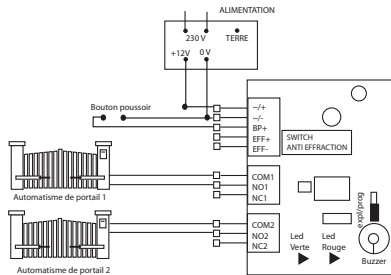 ALIMENTATION
230 V
TERRE
+12V 0 V
Bouton poussoir
-/+
-/-
BP+
EFF+
EFF-
SWITCH
ANTI EFFRACTION
COM1
NO1
NC1
Automatisme de portail 1
expl/prog
COM2
NO2
NC2
Led
Verte
Led
Rouge
Buzzer
Automatisme de portail 2